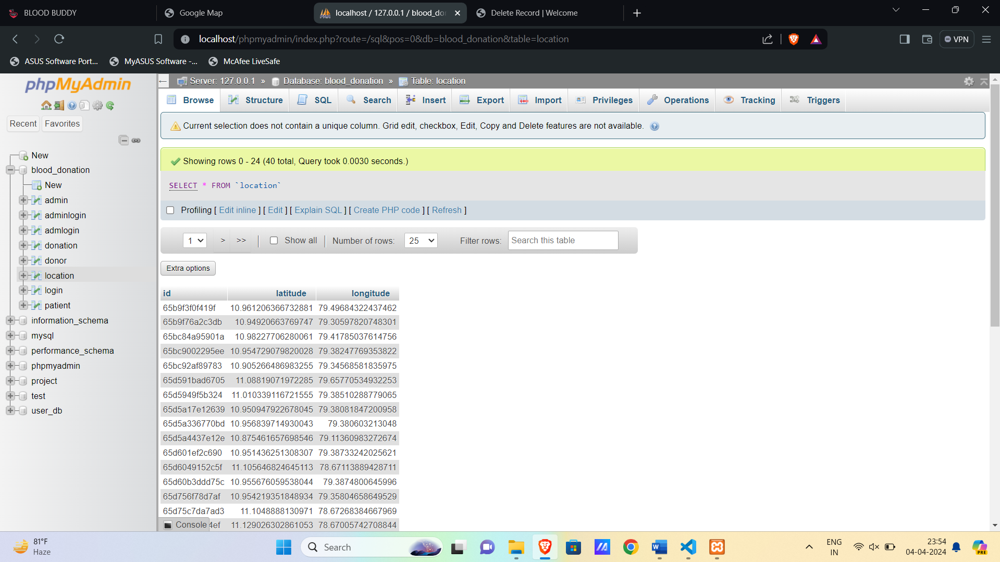 BLOOD BUDDY
Google Map
localhost / 127.0.0.1 / blood_do
Delete Record | Welcome
localhost/phpmyadmin/index.php?route=/sql&pos=0&db=blood_donation&table=location
VPN
ASUS Software Port...
MyASUS Software -...
McAfee LiveSafe
phpMyAdmin
Recent
Favorites
New
blood_donation
New
admin
adminlogin
admlogin
donation
donor
location
login
patient
information_schema
mysql
performance_schema
phpmyadmin
project
test
user_db
Server: 127.0.0.1 » Database: blood_donation » Table: location
Browse Structure SQL Search Insert Export Import Privileges Operations Tracking Triggers
Current selection does not contain a unique column. Grid edit, checkbox, Edit, Copy and Delete features are not available.
Showing rows 0 - 24 (40 total, Query took 0.0030 seconds.)
SELECT * FROM `location`
Profiling [ Edit inline ] [ Edit ] [ Explain SQL ] [ Create PHP code ] [ Refresh ]
1 > >> | Show all | Number of rows: 25 Filter rows: Search this table
Extra options
id latitude longitude
65b9f3f0f419f 10.961206366732881 79.49684322437462
65b9f76a2c3db 10.94920663769747 79.30597820748301
65bc84a95901a 10.98227706280061 79.41785037614756
65bc9002295ee 10.954729079820028 79.38247769353822
65bc92af89783 10.905266486983255 79.34568581835975
65d591bad6705 11.08819071972285 79.65770534932253
65d5949f5b324 11.010339116721555 79.38510288779065
65d5a17e12639 10.950947922678045 79.38081847200958
65d5a336770bd 10.956839714930043 79.380603213048
65d5a4437e12e 10.875461657698546 79.11360983272674
65d601ef2c690 10.951436251308307 79.38733242025621
65d6049152c5f 11.105646824645113 78.67113889428711
65d60b3ddd75c 10.955676059538044 79.3874800645996
65d756f78d7af 10.954219351848934 79.35804658649529
65d75c7da7ad3 11.1048888130971 78.67268384667969
4ef 11.129026302861053 78.67005742708844
Console
81°F
Haze
Search
ENG
IN
23:54
04-04-2024
PRE